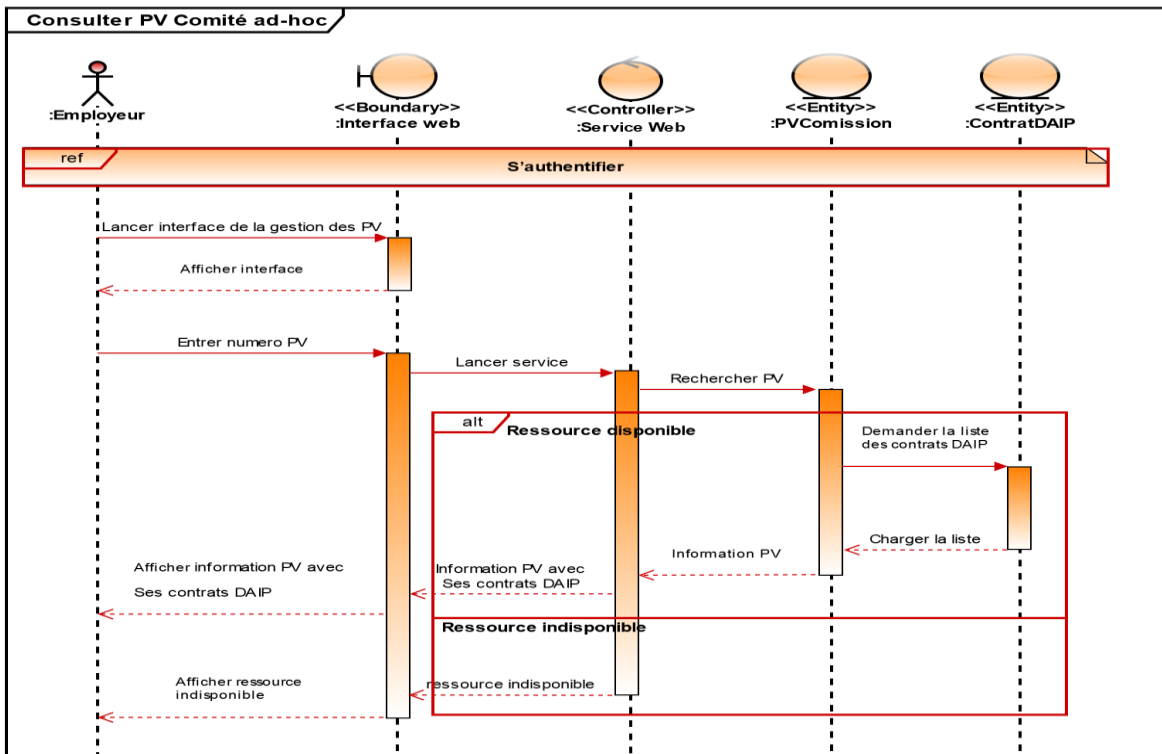 Consulter PV Comité ad-hoc
:Employeur
<<Boundary>>
:Interface web
<<Controller>>
:Service Web
<<Entity>>
:PVComission
<<Entity>>
:ContratDAIP
ref
S'authentifier
Lancer interface de la gestion des PV
Afficher interface
Entrer numero PV
Lancer service
Rechercher PV
alt
Ressource disponible
Demander la liste
des contrats DAIP
Charger la liste
Information PV
Information PV avec
Ses contrats DAIP
Afficher information PV avec
Ses contrats DAIP
Ressource indisponible
ressource indisponible
Afficher ressource
indisponible